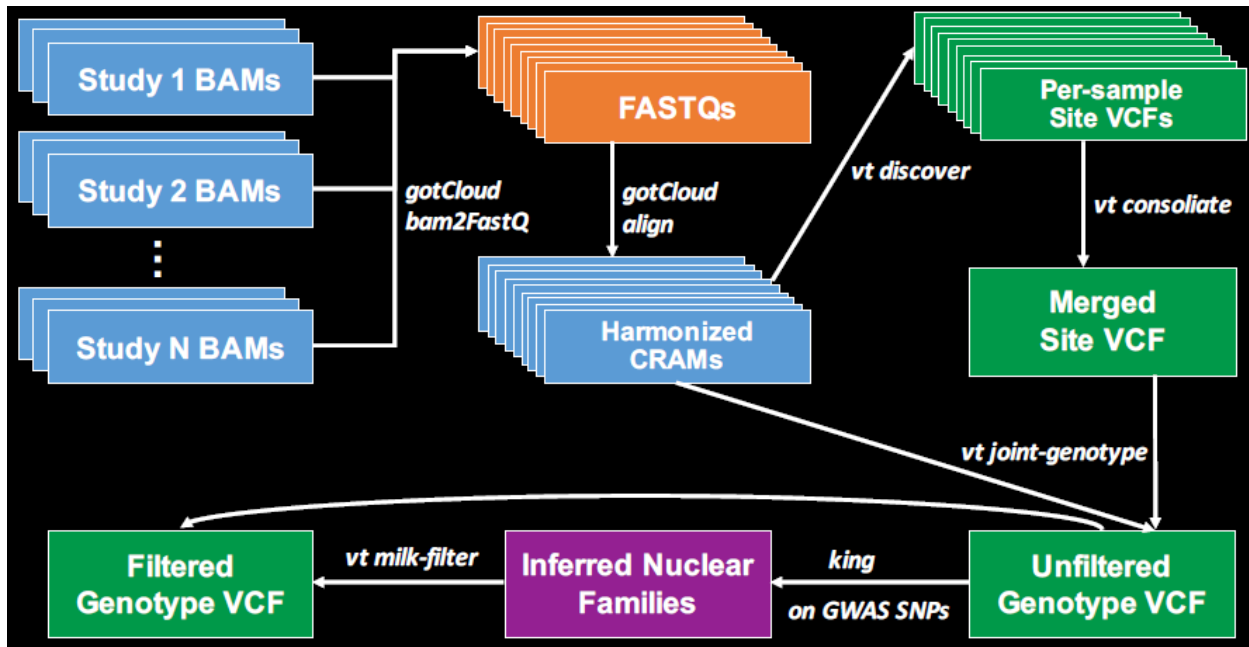 Study 1 BAMs
Study 2 BAMs
⋮
Study N BAMs
gotCloud
bam2FastQ
FASTQs
gotCloud
align
Harmonized
CRAMs
vt discover
Per-sample
Site VCFs
vt consoliate
Merged
Site VCF
vt joint-genotype
Unfiltered
Genotype VCF
king
on GWAS SNPs
Inferred Nuclear
Families
vt milk-filter
Filtered
Genotype VCF